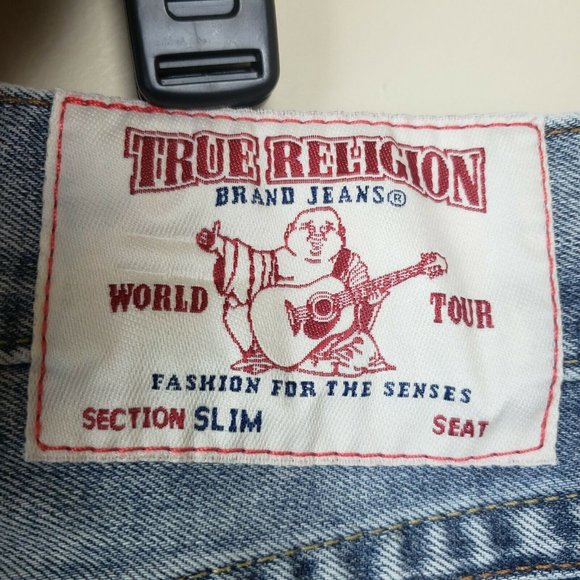 TRUE RELIGION
BRAND JEANS®
WORLD TOUR
FASHION FOR THE SENSES
SECTION SLIM SEAT